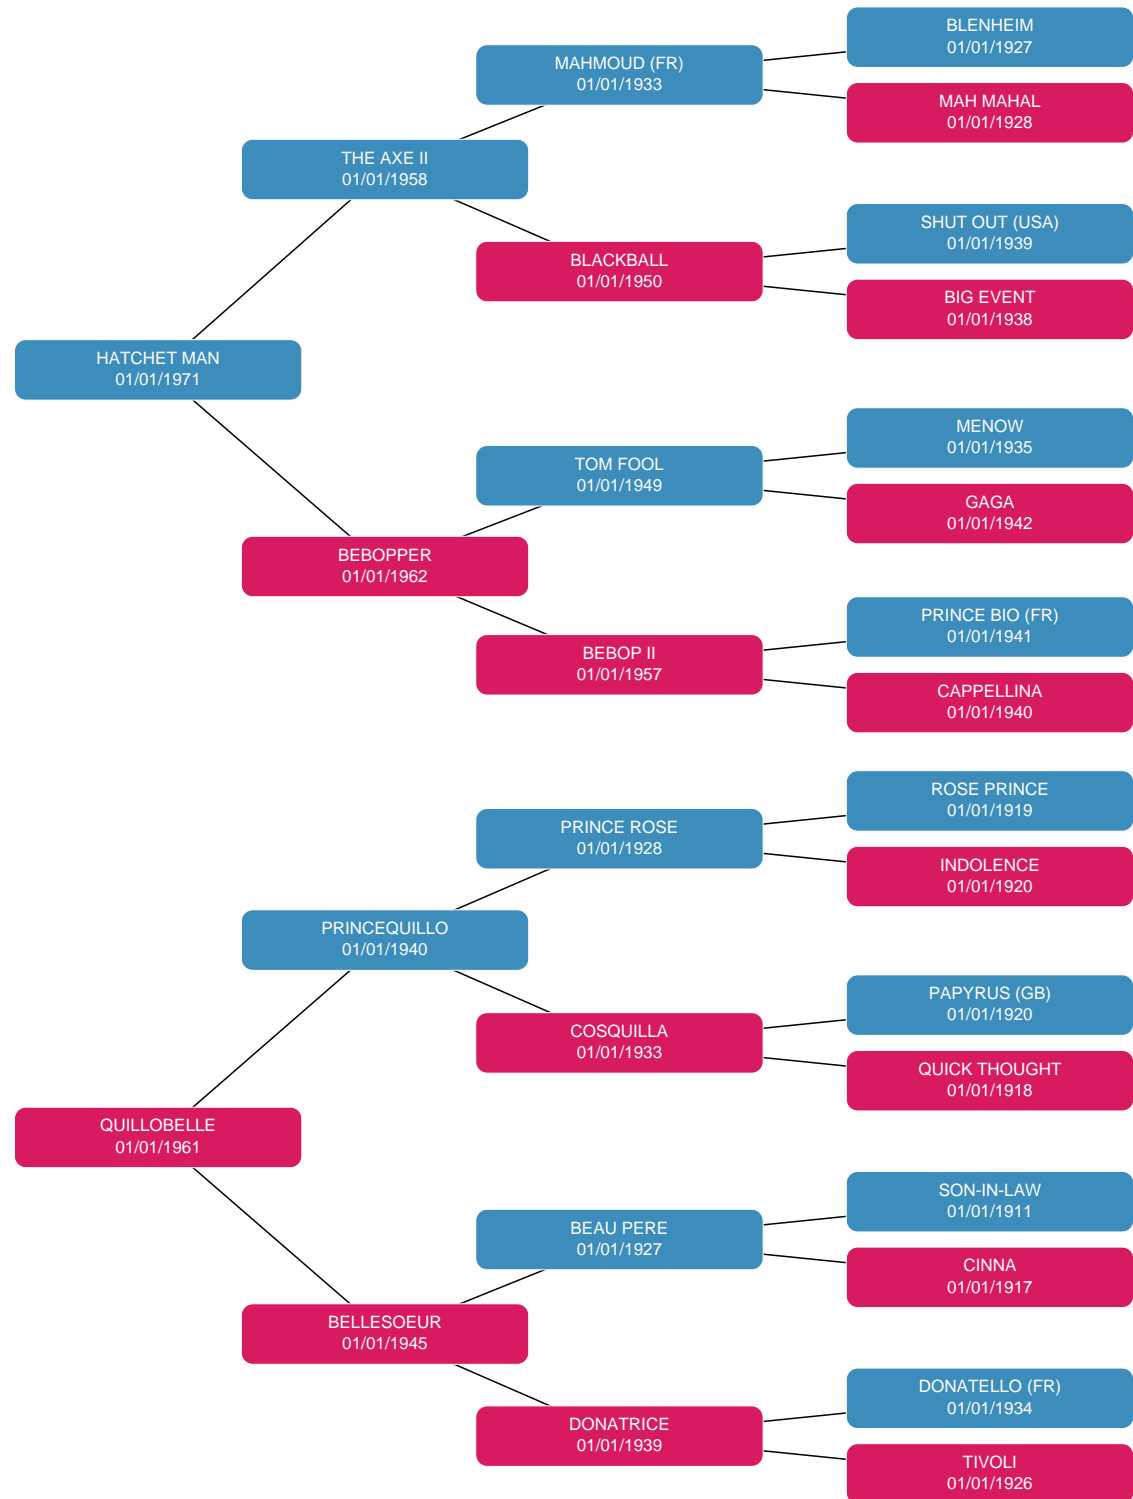 BLENHEIM
01/01/1927
MAHMOUD (FR)
01/01/1933
MAH MAHAL
01/01/1928
THE AXE II
01/01/1958
SHUT OUT (USA)
01/01/1939
BLACKBALL
01/01/1950
BIG EVENT
01/01/1938
HATCHET MAN
01/01/1971
MENOW
01/01/1935
TOM FOOL
01/01/1949
GAGA
01/01/1942
BEBOPPER
01/01/1962
PRINCE BIO (FR)
01/01/1941
BEBOP II
01/01/1957
CAPPELLINA
01/01/1940
ROSE PRINCE
01/01/1919
PRINCE ROSE
01/01/1928
INDOLENCE
01/01/1920
PRINCEQUILLO
01/01/1940
PAPYRUS (GB)
01/01/1920
COSQUILLA
01/01/1933
QUICK THOUGHT
01/01/1918
QUILLOBELLE
01/01/1961
SON-IN-LAW
01/01/1911
BEAU PERE
01/01/1927
CINNA
01/01/1917
BELLESOEUR
01/01/1945
DONATELLO (FR)
01/01/1934
DONATRICE
01/01/1939
TIVOLI
01/01/1926